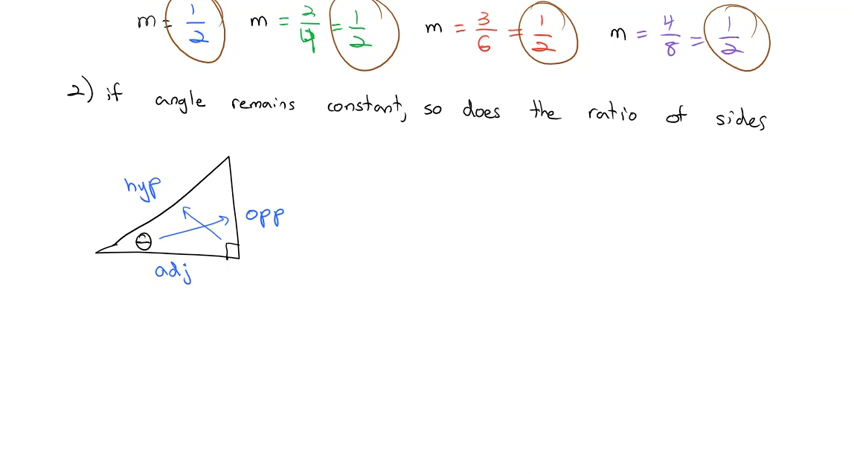 m = 1/2 m = 2/4 = 1/2 m = 3/6 = 1/2 m = 4/8 = 1/2
2) if angle remains constant, so does the ratio of sides
hyp
opp
θ
adj